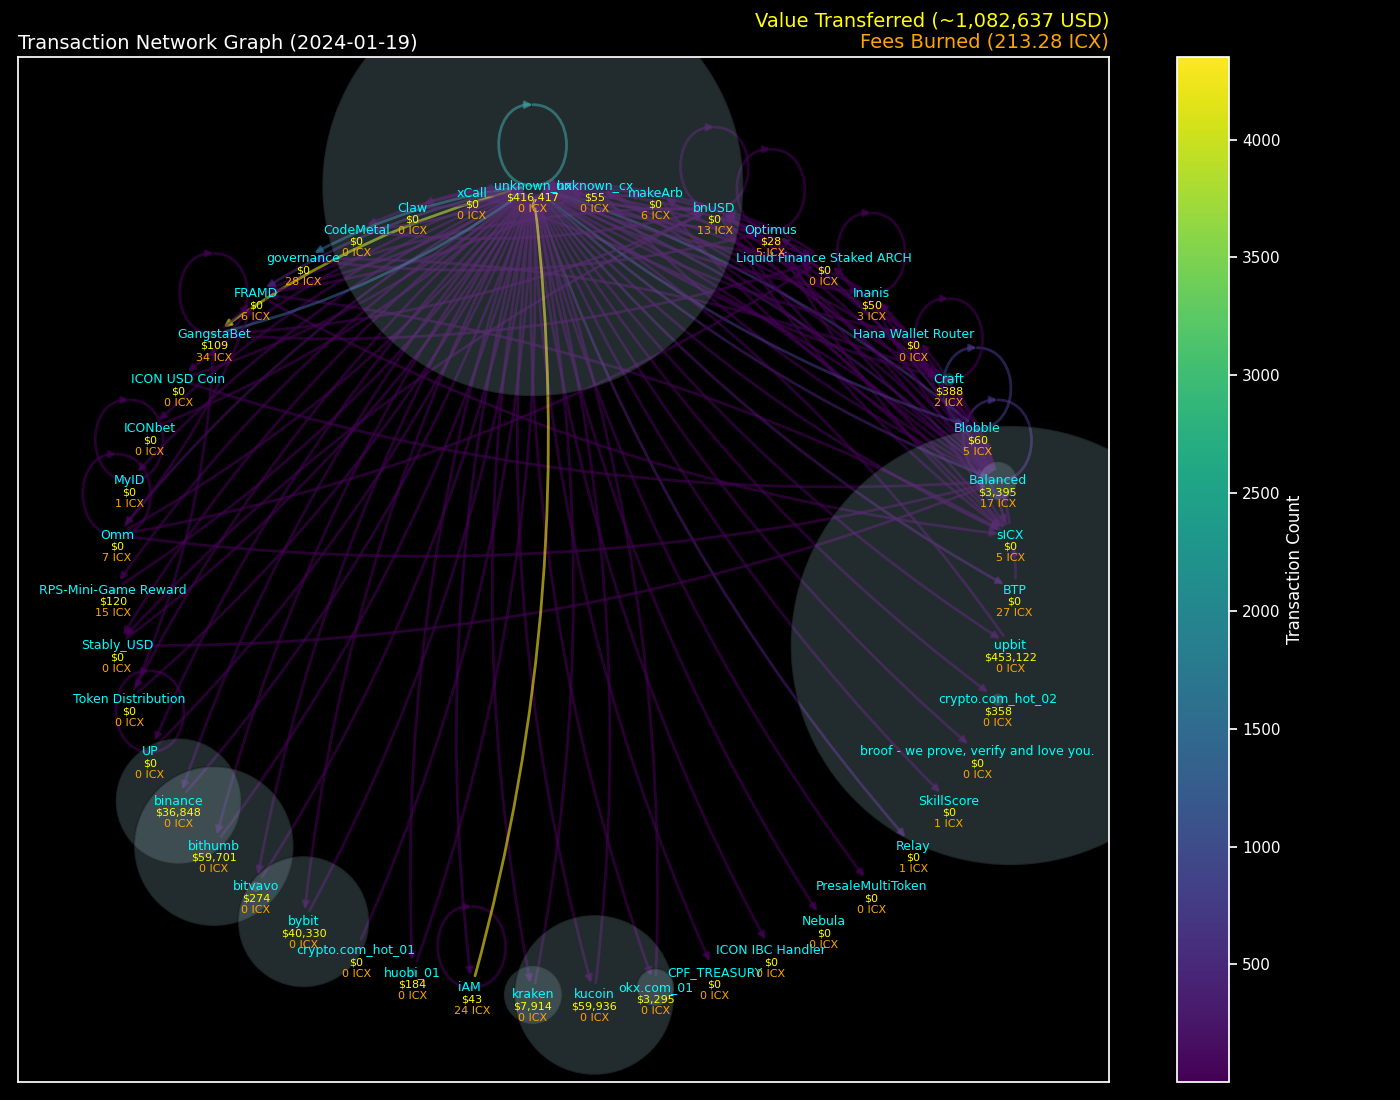 Value Transferred (~1,082,637 USD)
Transaction Network Graph (2024-01-19)
Fees Burned (213.28 ICX)
unknown_hx
$416,417
0 ICX
unknown_cx
$55
0 ICX
xCall
$0
0 ICX
makeArb
$0
6 ICX
Claw
$0
0 ICX
bnUSD
$0
13 ICX
CodeMetal
$0
0 ICX
Optimus
$28
5 ICX
governance
$0
28 ICX
Liquid Finance Staked ARCH
$0
0 ICX
FRAMD
$0
6 ICX
Inanis
$50
3 ICX
GangstaBet
$109
34 ICX
Hana Wallet Router
$0
0 ICX
ICON USD Coin
$0
0 ICX
Craft
$388
2 ICX
ICONbet
$0
0 ICX
Blobble
$60
5 ICX
MyID
$0
1 ICX
Balanced
$3,395
17 ICX
Omm
$0
7 ICX
sICX
$0
5 ICX
RPS-Mini-Game Reward
$120
15 ICX
BTP
$0
27 ICX
Stably_USD
$0
0 ICX
upbit
$453,122
0 ICX
Token Distribution
$0
0 ICX
crypto.com_hot_02
$358
0 ICX
UP
$0
0 ICX
broof - we prove, verify and love you.
$0
0 ICX
binance
$36,848
0 ICX
SkillScore
$0
1 ICX
bithumb
$59,701
0 ICX
Relay
$0
1 ICX
bitvavo
$274
0 ICX
PresaleMultiToken
$0
0 ICX
bybit
$40,330
0 ICX
Nebula
$0
0 ICX
crypto.com_hot_01
$0
0 ICX
ICON IBC Handler
$0
0 ICX
huobi_01
$184
0 ICX
CPF_TREASURY
$0
0 ICX
iAM
$43
24 ICX
okx.com_01
$3,295
0 ICX
kraken
$7,914
0 ICX
kucoin
$59,936
0 ICX
4000
3500
3000
2500
2000
1500
1000
500
Transaction Count